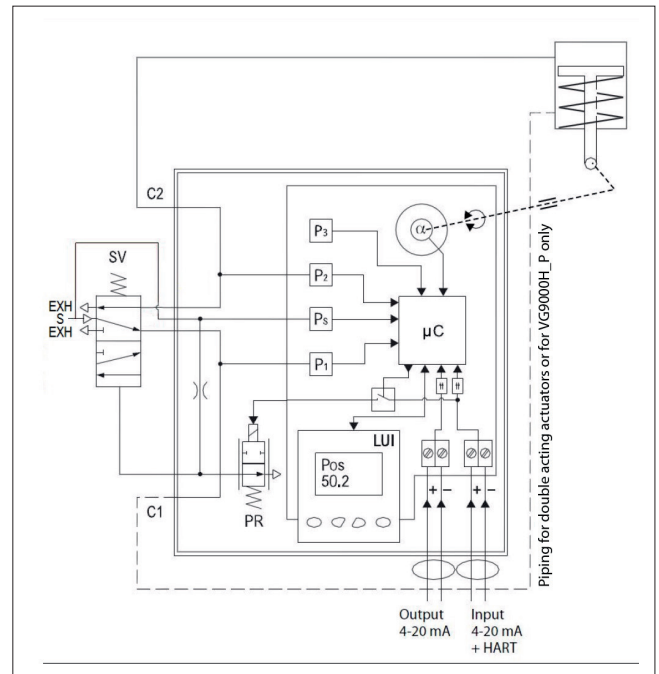 C2
SV
EXH
S
EXH
P3
P2
PS
P1
α
μC
LUI
Pos
50.2
PR
C1
+ -
+ -
Output
4-20 mA
Input
4-20 mA
+ HART
Piping for double acting actuators or for VG9000H_P only